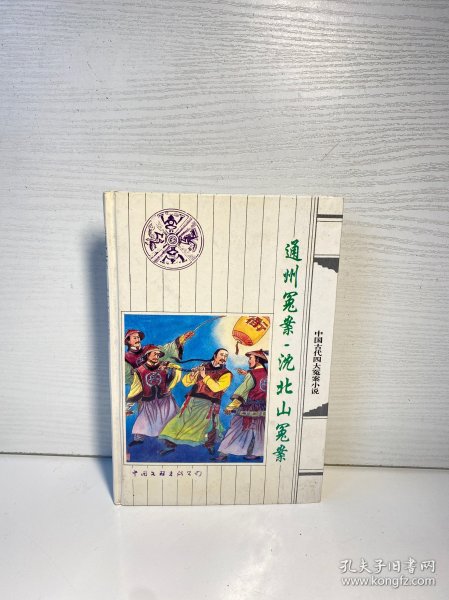 通州冤案·沈北山冤案
中国古代四大冤案小说
中国文联出版公司
孔夫子旧书网
www.kongfz.com